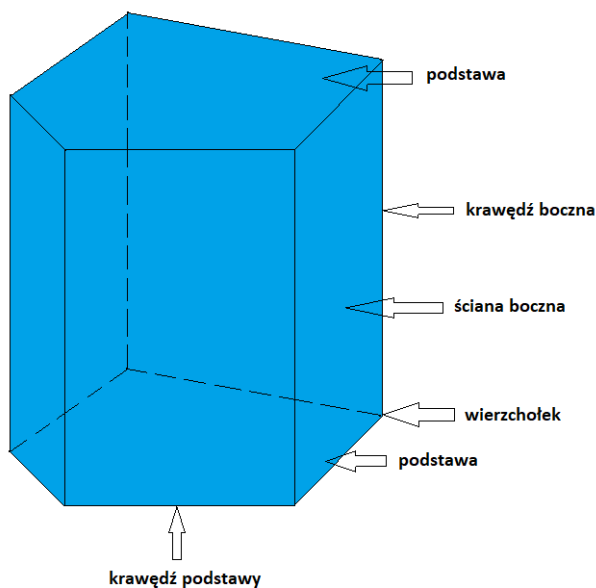 podstawa
krawędź boczna
ściana boczna
wierzchołek
podstawa
krawędź podstawy